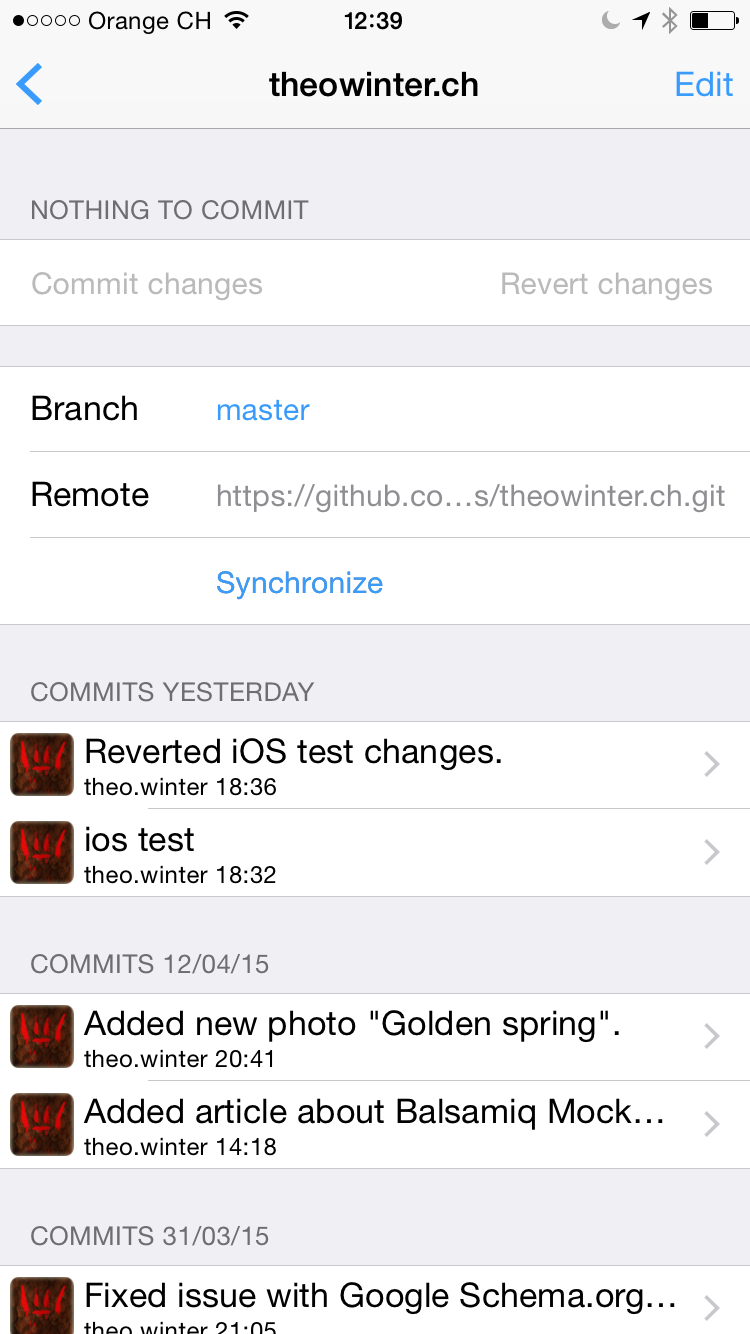 Orange CH 12:39
theowinter.ch Edit
NOTHING TO COMMIT
Commit changes Revert changes
Branch master
Remote https://github.co...s/theowinter.ch.git
Synchronize
COMMITS YESTERDAY
Reverted iOS test changes.
theo.winter 18:36
ios test
theo.winter 18:32
COMMITS 12/04/15
Added new photo "Golden spring".
theo.winter 20:41
Added article about Balsamiq Mock...
theo.winter 14:18
COMMITS 31/03/15
Fixed issue with Google Schema.org...
theo.winter 21:05